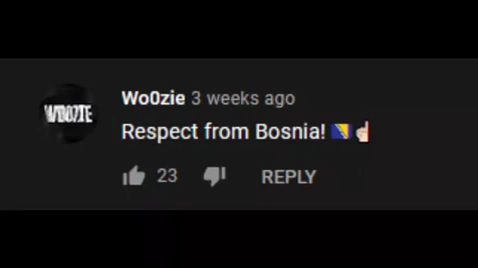 WO0ZIE
Wo0zie 3 weeks ago
Respect from Bosnia! 🇧🇦☝🏻
23 REPLY